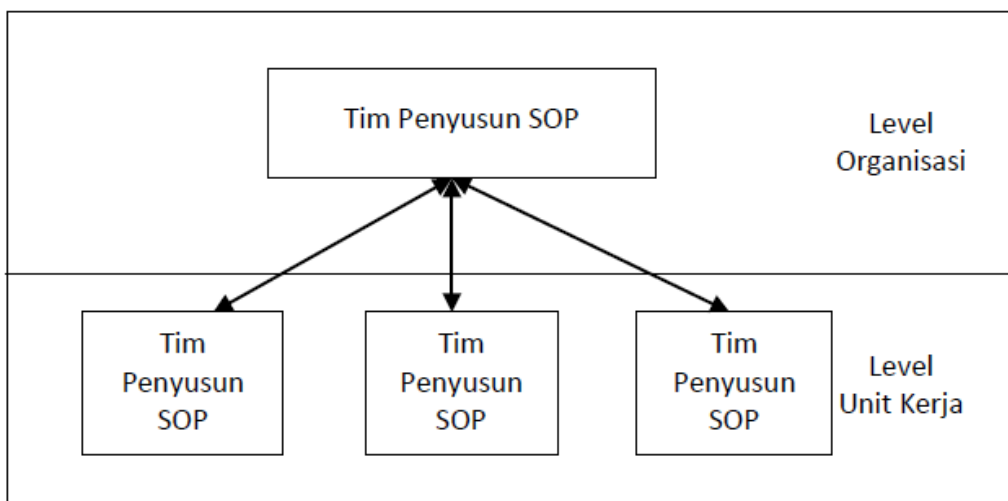 Tim Penyusun SOP
Level
Organisasi
Tim
Penyusun
SOP
Tim
Penyusun
SOP
Tim
Penyusun
SOP
Level
Unit Kerja